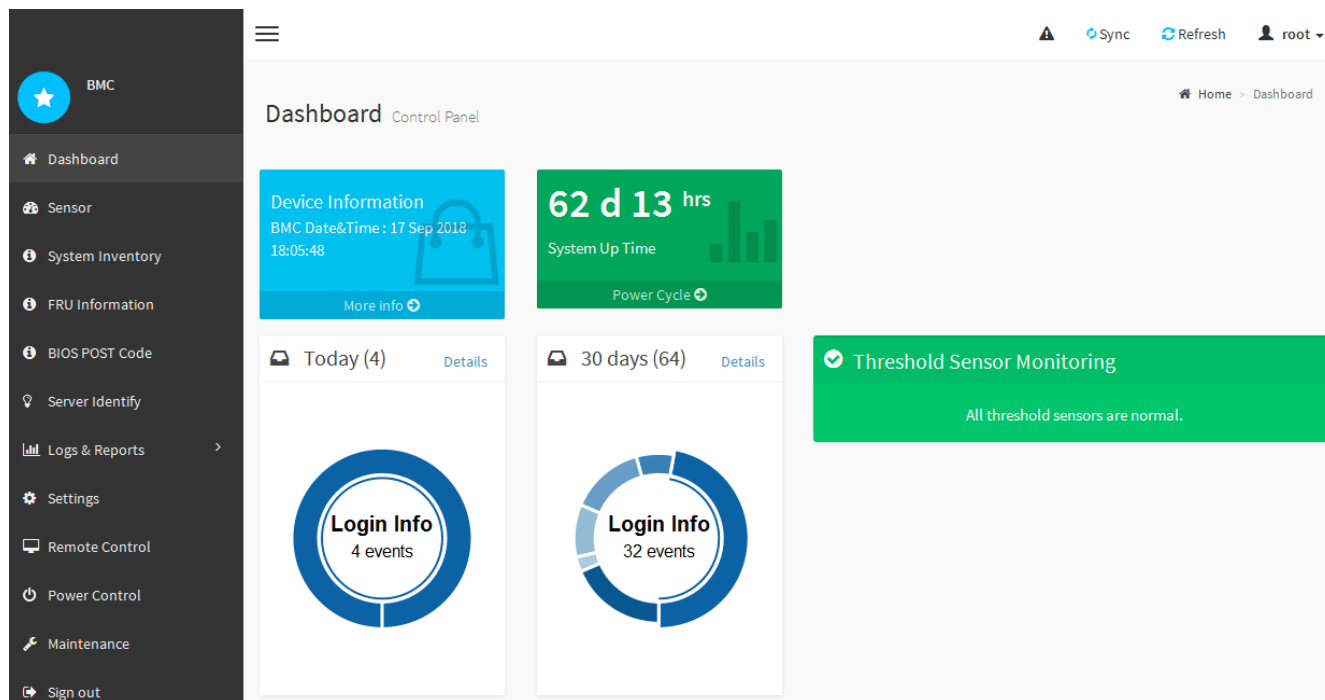 BMC
Dashboard
Sensor
System Inventory
FRU Information
BIOS POST Code
Server Identify
Logs & Reports
Settings
Remote Control
Power Control
Maintenance
Sign out
Sync Refresh root
Dashboard Control Panel
Home > Dashboard
Device Information
BMC Date&Time : 17 Sep 2018
18:05:48
More info
62 d 13 hrs
System Up Time
Power Cycle
Today (4) Details
Login Info
4 events
30 days (64) Details
Login Info
32 events
Threshold Sensor Monitoring
All threshold sensors are normal.